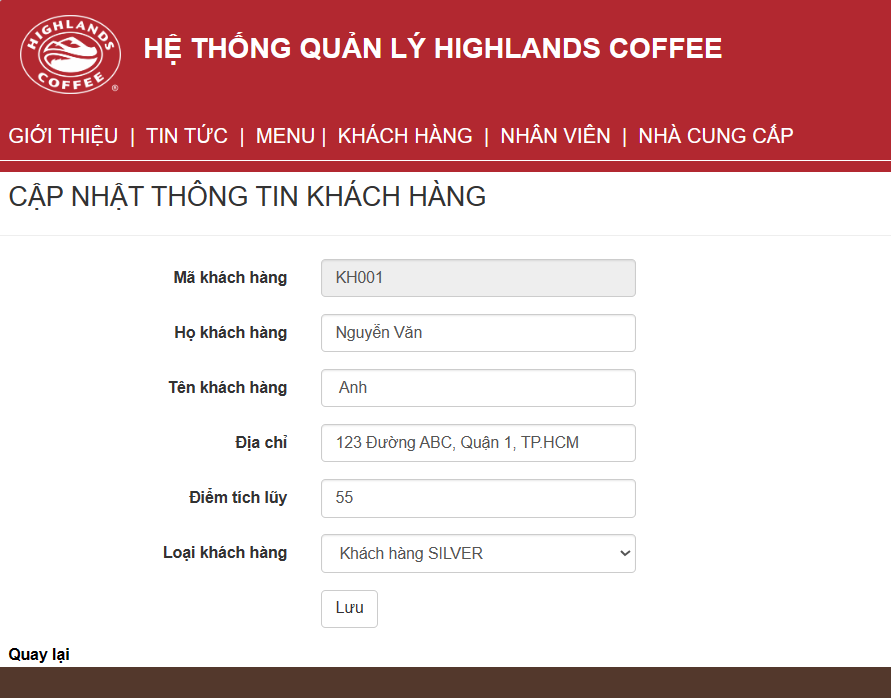 HIGHLANDS
COFFEE
®
HỆ THỐNG QUẢN LÝ HIGHLANDS COFFEE
GIỚI THIỆU | TIN TỨC | MENU | KHÁCH HÀNG | NHÂN VIÊN | NHÀ CUNG CẤP
CẬP NHẬT THÔNG TIN KHÁCH HÀNG
Mã khách hàng KH001
Họ khách hàng Nguyễn Văn
Tên khách hàng Anh
Địa chỉ 123 Đường ABC, Quận 1, TP.HCM
Điểm tích lũy 55
Loại khách hàng Khách hàng SILVER
Lưu
Quay lại